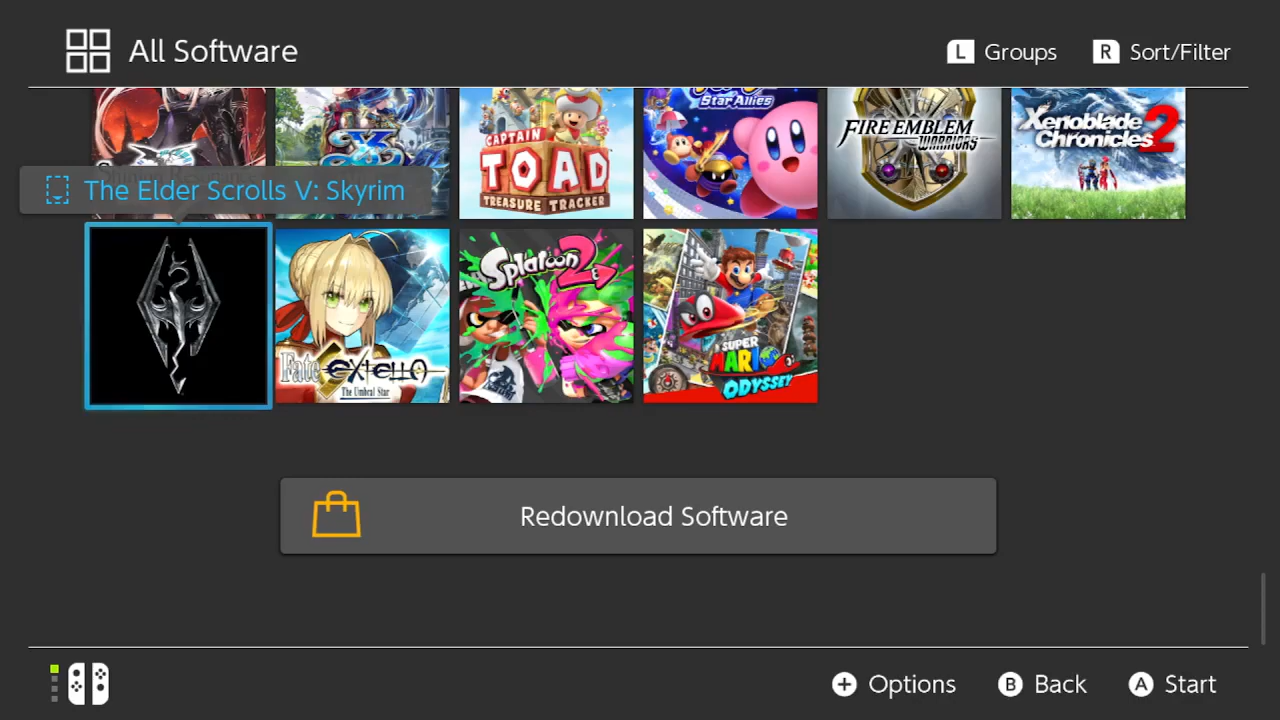 All Software
L Groups
R Sort/Filter
Star Allies
CAPTAIN
TOAD
TREASURE TRACKER
FIRE EMBLEM
WARRIORS
Xenoblade
Chronicles 2
The Elder Scrolls V: Skyrim
Fate
EXTELLA
The Umbral Star
Splatoon 2
SUPER
MARIO
ODYSSEY
Redownload Software
+ Options
B Back
A Start